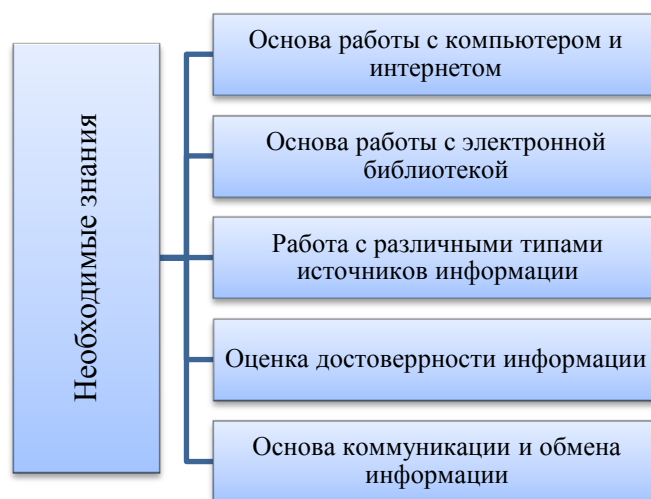 Необходимые знания
Основа работы с компьютером и
интернетом
Основа работы с электронной
библиотекой
Работа с различными типами
источников информации
Оценка достоверрности информации
Основа коммуникации и обмена
информации